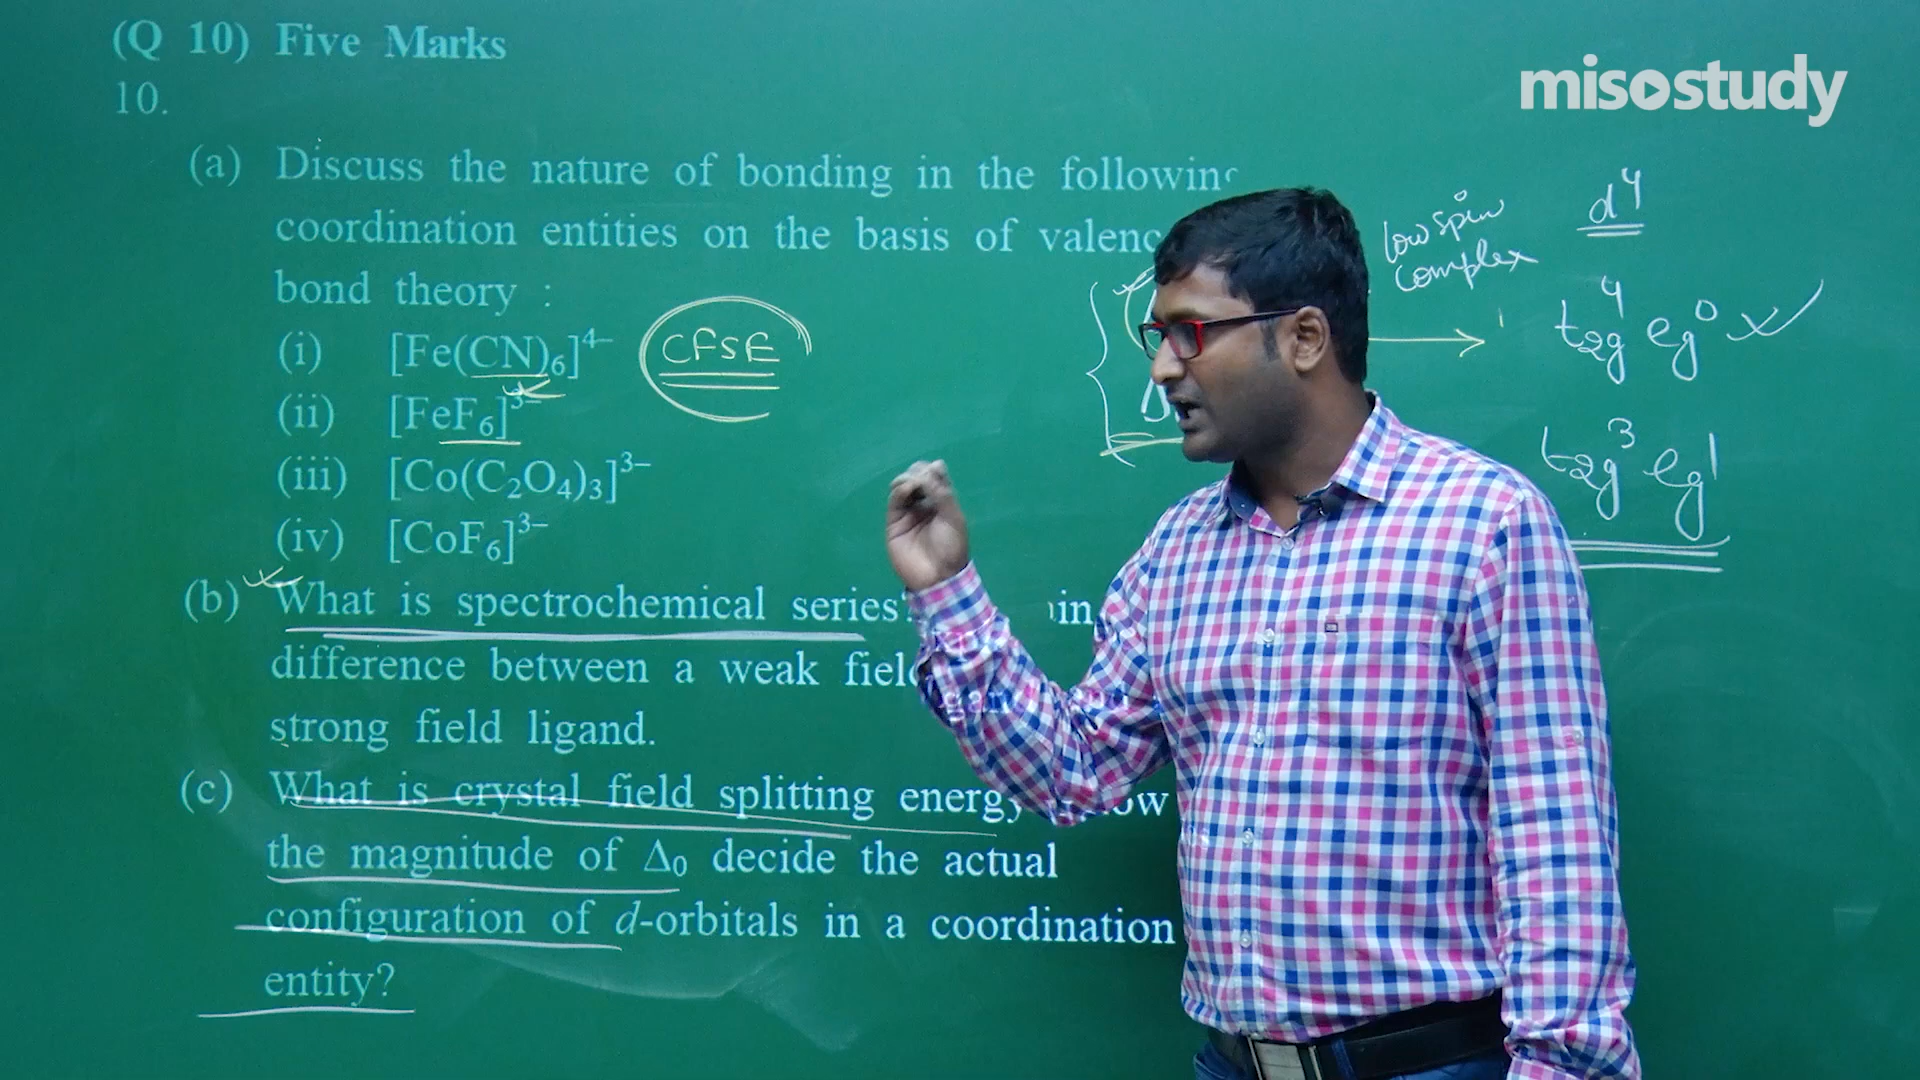 (Q 10) Five Marks
misostudy
10.
(a) Discuss the nature of bonding in the following
coordination entities on the basis of valenc
bond theory :
(i) [Fe(CN)₆]⁴⁻
(ii) [FeF₆]³⁻
(iii) [Co(C₂O₄)₃]³⁻
(iv) [CoF₆]³⁻
(b) What is spectrochemical series?
difference between a weak field
strong field ligand.
(c) What is crystal field splitting energy
the magnitude of Δ₀ decide the actual
configuration of d-orbitals in a coordination
entity?
CFSE
low spin
complex
d⁴
t₂g⁴ eg⁰
t₂g³ eg¹